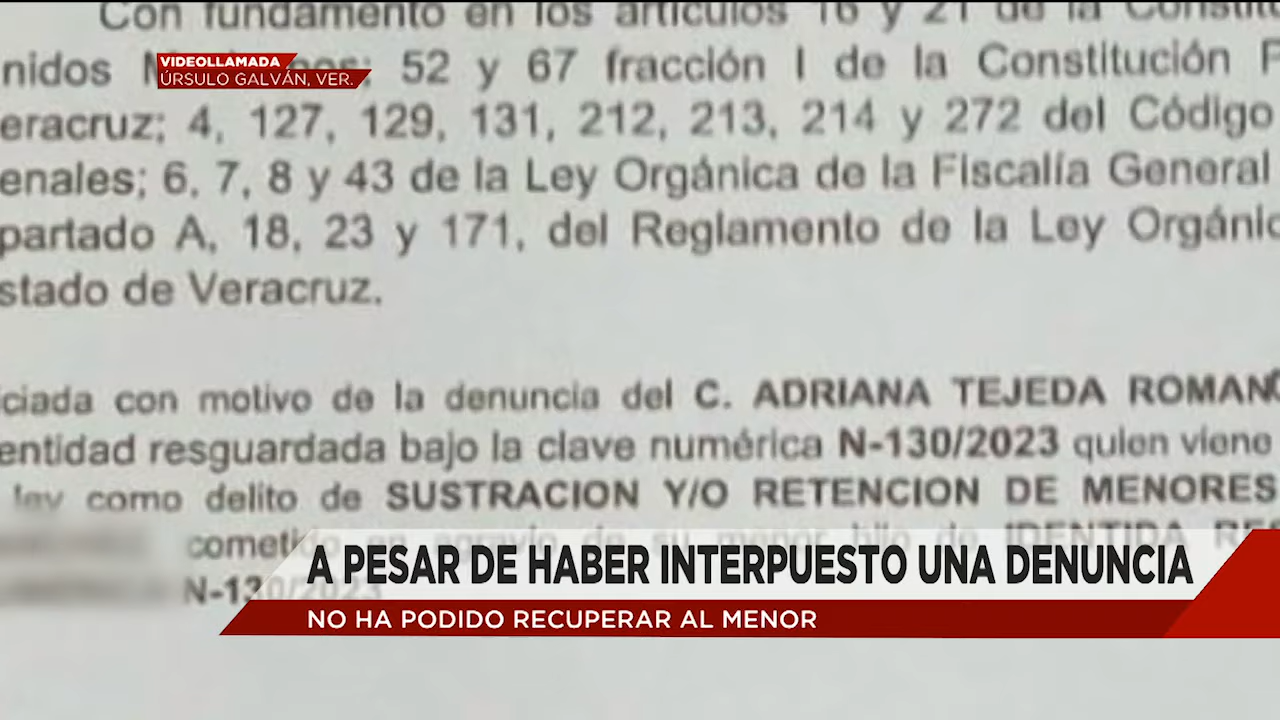 Con fundamento en los artículos 16 y 21 de la Constitu
VIDEOLLAMADA
ÚRSULO GALVÁN, VER.
nidos 52 y 67 fracción I de la Constitución P
eracruz; 4, 127, 129, 131, 212, 213, 214 y 272 del Código
enales; 6, 7, 8 y 43 de la Ley Orgánica de la Fiscalía General
partado A, 18, 23 y 171, del Reglamento de la Ley Orgánic
stado de Veracruz.
iciada con motivo de la denuncia del C. ADRIANA TEJEDA ROMANO
entidad resguardada bajo la clave numérica N-130/2023 quien viene
ley como delito de SUSTRACION Y/O RETENCION DE MENORES
N-130/2023
A PESAR DE HABER INTERPUESTO UNA DENUNCIA
NO HA PODIDO RECUPERAR AL MENOR